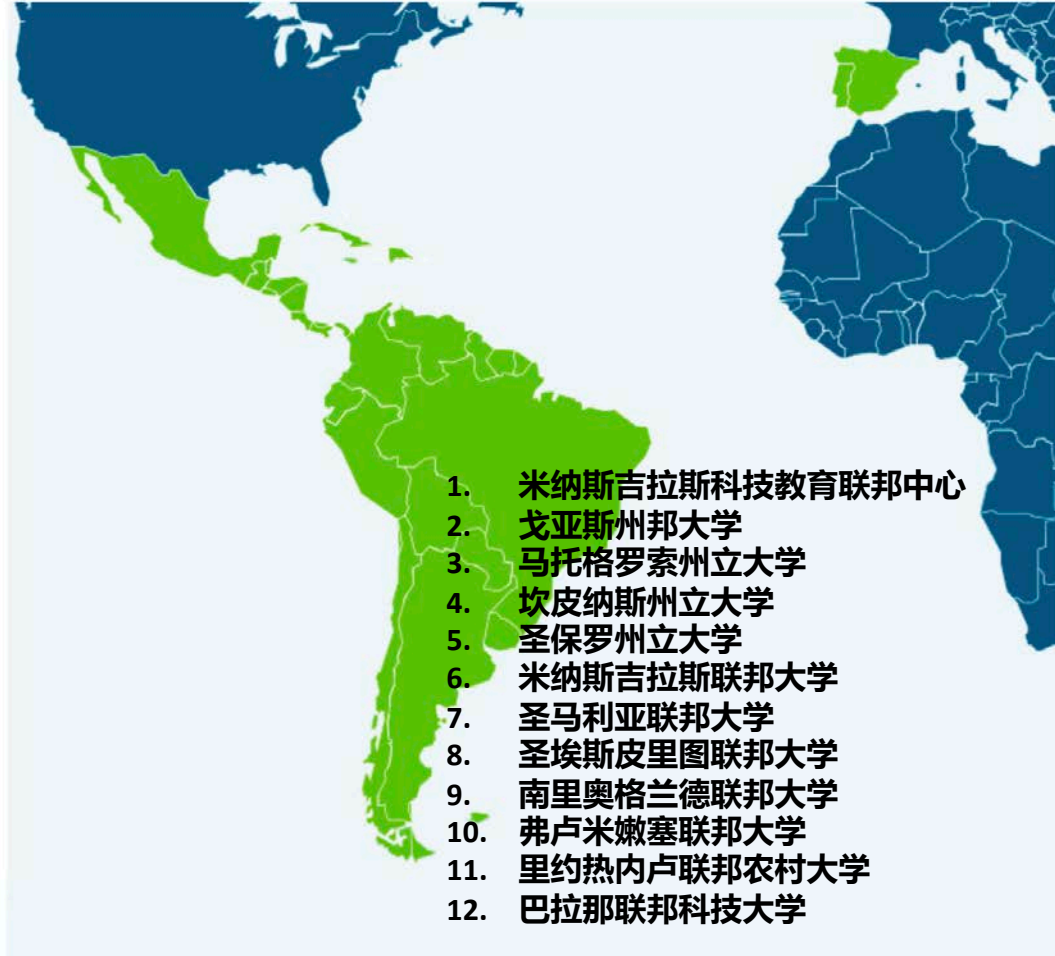 1. 米纳斯吉拉斯科技教育联邦中心
2. 戈亚斯州邦大学
3. 马托格罗索州立大学
4. 坎皮纳斯州立大学
5. 圣保罗州立大学
6. 米纳斯吉拉斯联邦大学
7. 圣马利亚联邦大学
8. 圣埃斯皮里图联邦大学
9. 南里奥格兰德联邦大学
10. 弗卢米嫩塞联邦大学
11. 里约热内卢联邦农村大学
12. 巴拉那联邦科技大学